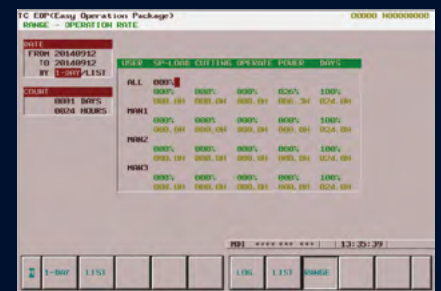 TC EOP(Easy Operation Package) O0000 N00000000
RANGE - OPERATION RATE
DATE
FROM 20140912
TO 20140912
BY 1-DAY/LIST
COUNT
0001 DAYS
0024 HOURS
USER SP-LOAD CUTTING OPERATE POWER DAYS
ALL 000%
000% 000% 000% 026% 100%
000.0H 000.0H 000.0H 006.3H 024.0H
MAN1
000% 000% 000% 000% 100%
000.0H 000.0H 000.0H 000.0H 024.0H
MAN2
000% 000% 000% 000% 100%
000.0H 000.0H 000.0H 000.0H 024.0H
MAN3
000% 000% 000% 000% 100%
000.0H 000.0H 000.0H 000.0H 024.0H
MDI **** *** *** 13:35:39
1-DAY LIST LOG LIST RANGE